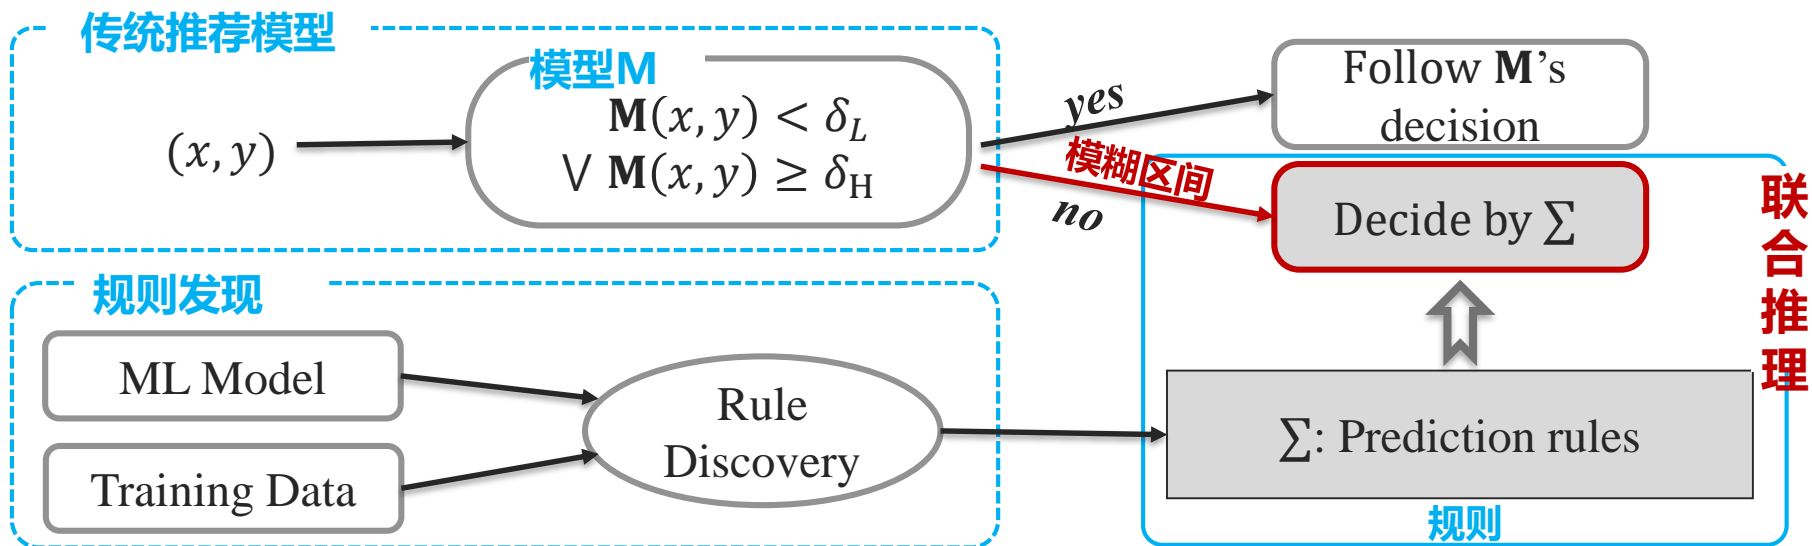 传统推荐模型
模型M
(x, y)
M(x, y) < δ_L
∨ M(x, y) ≥ δ_H
yes
模糊区间
no
Follow M's
decision
Decide by ∑
联合推理
规则发现
ML Model
Training Data
Rule
Discovery
∑: Prediction rules
规则